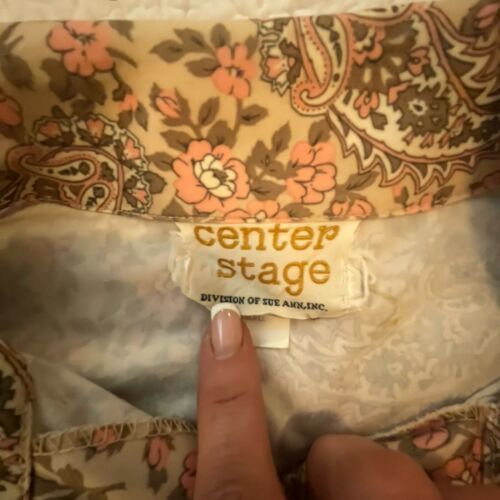 center
stage
DIVISION OF SUE ANN, INC.